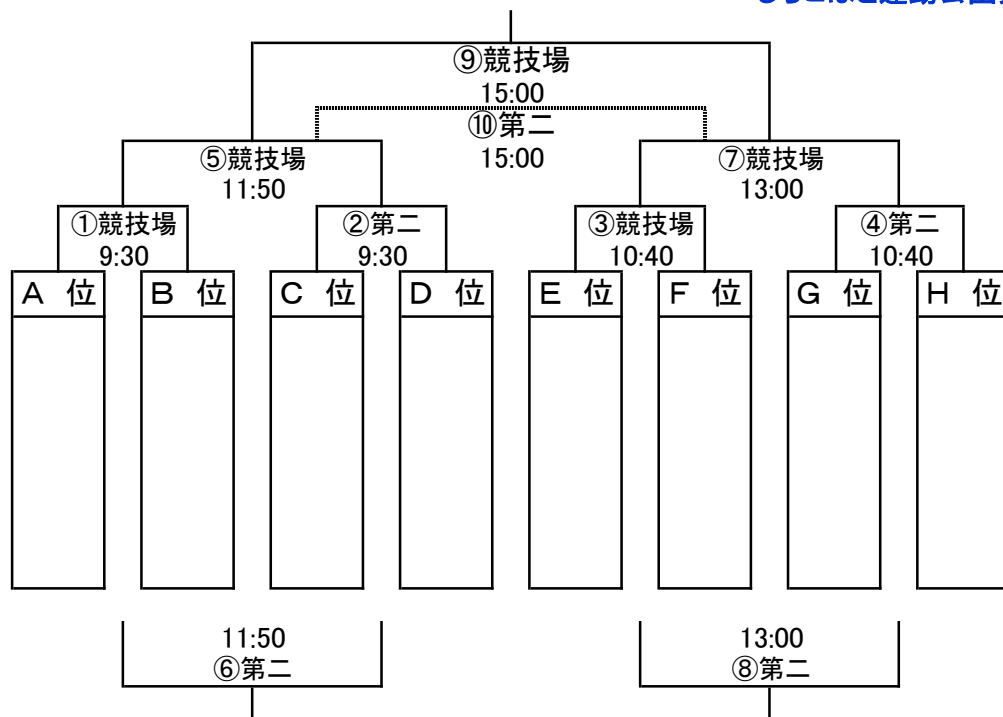 ⑨競技場
15:00
⑩第二
15:00
⑤競技場
11:50
⑦競技場
13:00
①競技場
9:30
②第二
9:30
③競技場
10:40
④第二
10:40
A 位
B 位
C 位
D 位
E 位
F 位
G 位
H 位
11:50
⑥第二
13:00
⑧第二